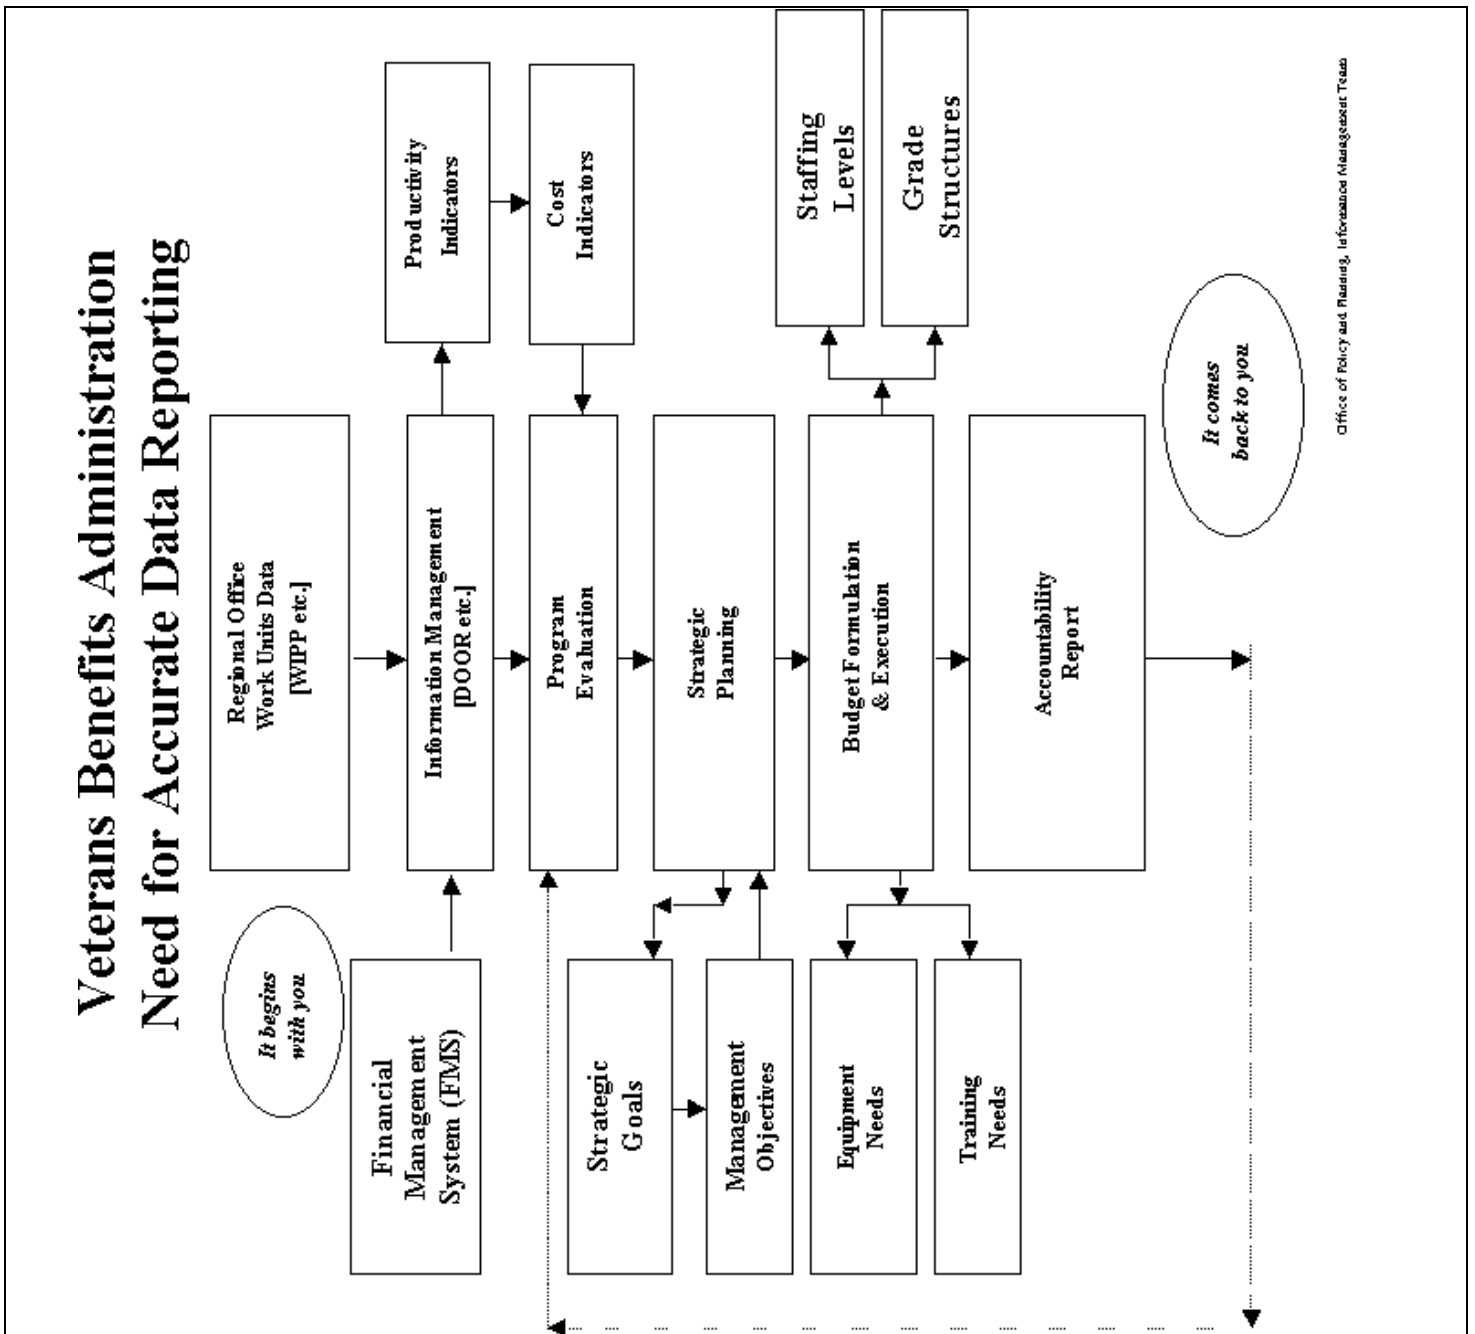 Veterans Benefits Administration
Need for Accurate Data Reporting
It begins
with you
Regional Office
Work Units Data
[WIPP etc.]
Financial
Management
System (FMS)
Information Management
[DOOR etc.]
Productivity
Indicators
Cost
Indicators
Program
Evaluation
Strategic
Planning
Strategic
Goals
Management
Objectives
Budget Formulation
& Execution
Staffing
Levels
Grade
Structures
Equipment
Needs
Training
Needs
Accountability
Report
It comes
back to you
Office of Policy and Planning, Information Management Team